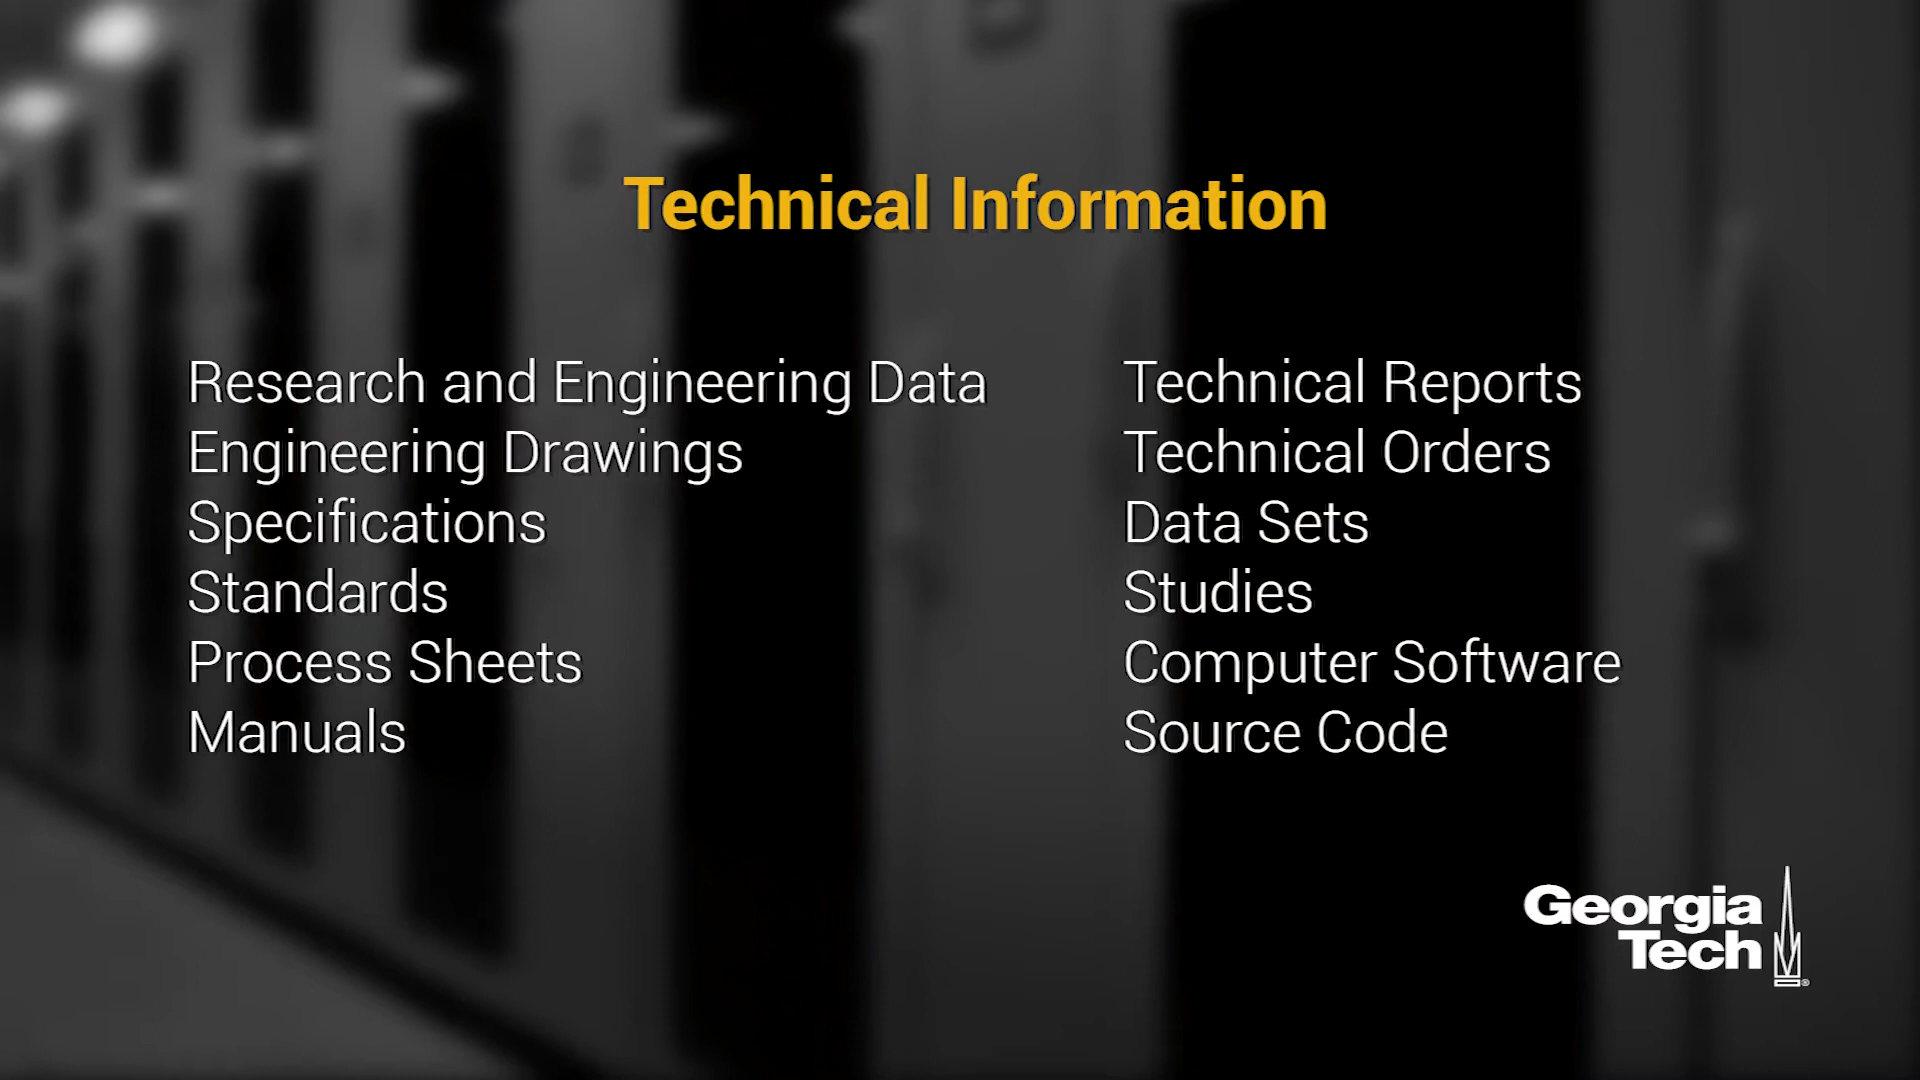 Technical Information
Research and Engineering Data
Engineering Drawings
Specifications
Standards
Process Sheets
Manuals
Technical Reports
Technical Orders
Data Sets
Studies
Computer Software
Source Code
Georgia
Tech
®